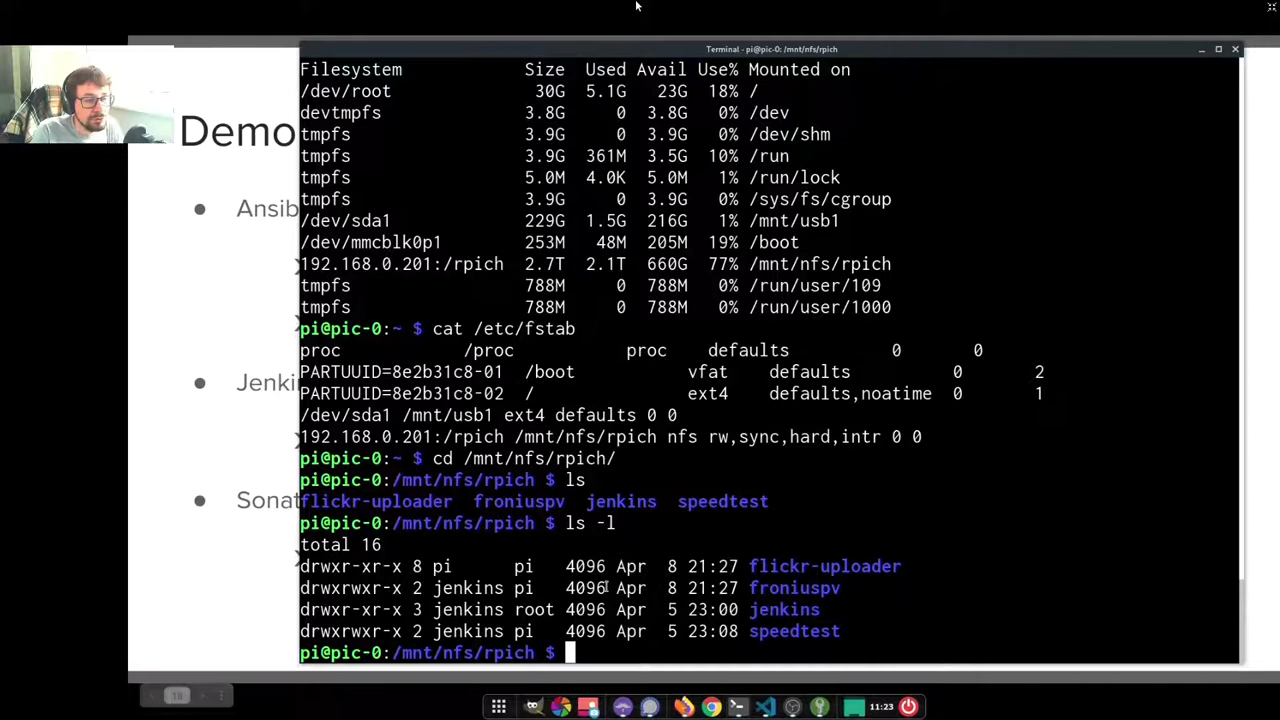 Terminal - pi@pic-0: /mnt/nfs/rpich
Filesystem Size Used Avail Use% Mounted on
/dev/root 30G 5.1G 23G 18% /
devtmpfs 3.8G 0 3.8G 0% /dev
tmpfs 3.9G 0 3.9G 0% /dev/shm
tmpfs 3.9G 361M 3.5G 10% /run
tmpfs 5.0M 4.0K 5.0M 1% /run/lock
tmpfs 3.9G 0 3.9G 0% /sys/fs/cgroup
/dev/sda1 229G 1.5G 216G 1% /mnt/usb1
/dev/mmcblk0p1 253M 48M 205M 19% /boot
192.168.0.201:/rpich 2.7T 2.1T 660G 77% /mnt/nfs/rpich
tmpfs 788M 0 788M 0% /run/user/109
tmpfs 788M 0 788M 0% /run/user/1000
pi@pic-0:~ $ cat /etc/fstab
proc /proc proc defaults 0 0
PARTUUID=8e2b31c8-01 /boot vfat defaults 0 2
PARTUUID=8e2b31c8-02 / ext4 defaults,noatime 0 1
/dev/sda1 /mnt/usb1 ext4 defaults 0 0
192.168.0.201:/rpich /mnt/nfs/rpich nfs rw,sync,hard,intr 0 0
pi@pic-0:~ $ cd /mnt/nfs/rpich/
pi@pic-0:/mnt/nfs/rpich $ ls
flickr-uploader froniuspv jenkins speedtest
pi@pic-0:/mnt/nfs/rpich $ ls -l
total 16
drwxr-xr-x 8 pi pi 4096 Apr 8 21:27 flickr-uploader
drwxrwxr-x 2 jenkins pi 4096 Apr 8 21:27 froniuspv
drwxr-xr-x 3 jenkins root 4096 Apr 5 23:00 jenkins
drwxrwxr-x 2 jenkins pi 4096 Apr 5 23:08 speedtest
pi@pic-0:/mnt/nfs/rpich $
Demo
Ansib
Jenkin
Sonat
18
11:23